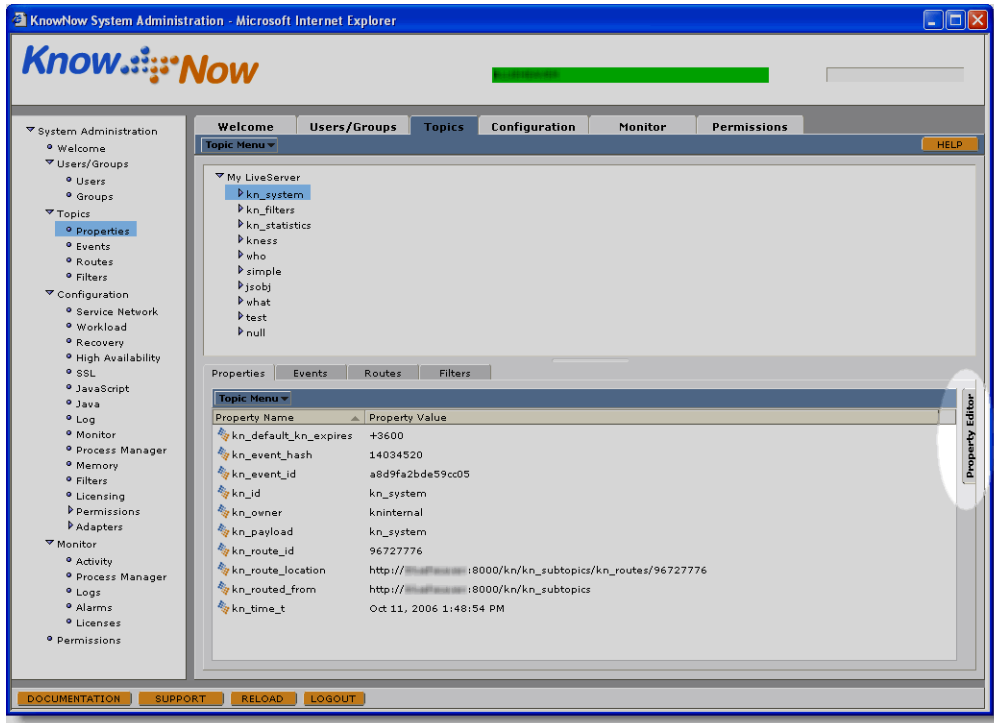 KnowNow System Administration - Microsoft Internet Explorer
Know Now
System Administration
Welcome
Users/Groups
Users
Groups
Topics
Properties
Events
Routes
Filters
Configuration
Service Network
Workload
Recovery
High Availability
SSL
JavaScript
Java
Log
Monitor
Process Manager
Memory
Filters
Licensing
Permissions
Adapters
Monitor
Activity
Process Manager
Logs
Alarms
Licenses
Permissions
Welcome Users/Groups Topics Configuration Monitor Permissions
Topic Menu HELP
My LiveServer
kn_system
kn_filters
kn_statistics
kness
who
simple
jsobj
what
test
null
Properties Events Routes Filters
Topic Menu
Property Name Property Value
kn_default_kn_expires +3600
kn_event_hash 14034520
kn_event_id a8d9fa2bde59cc05
kn_id kn_system
kn_owner kninternal
kn_payload kn_system
kn_route_id 96727776
kn_route_location http:// :8000/kn/kn_subtopics/kn_routes/96727776
kn_routed_from http:// :8000/kn/kn_subtopics
kn_time_t Oct 11, 2006 1:48:54 PM
Property Editor
DOCUMENTATION SUPPORT RELOAD LOGOUT